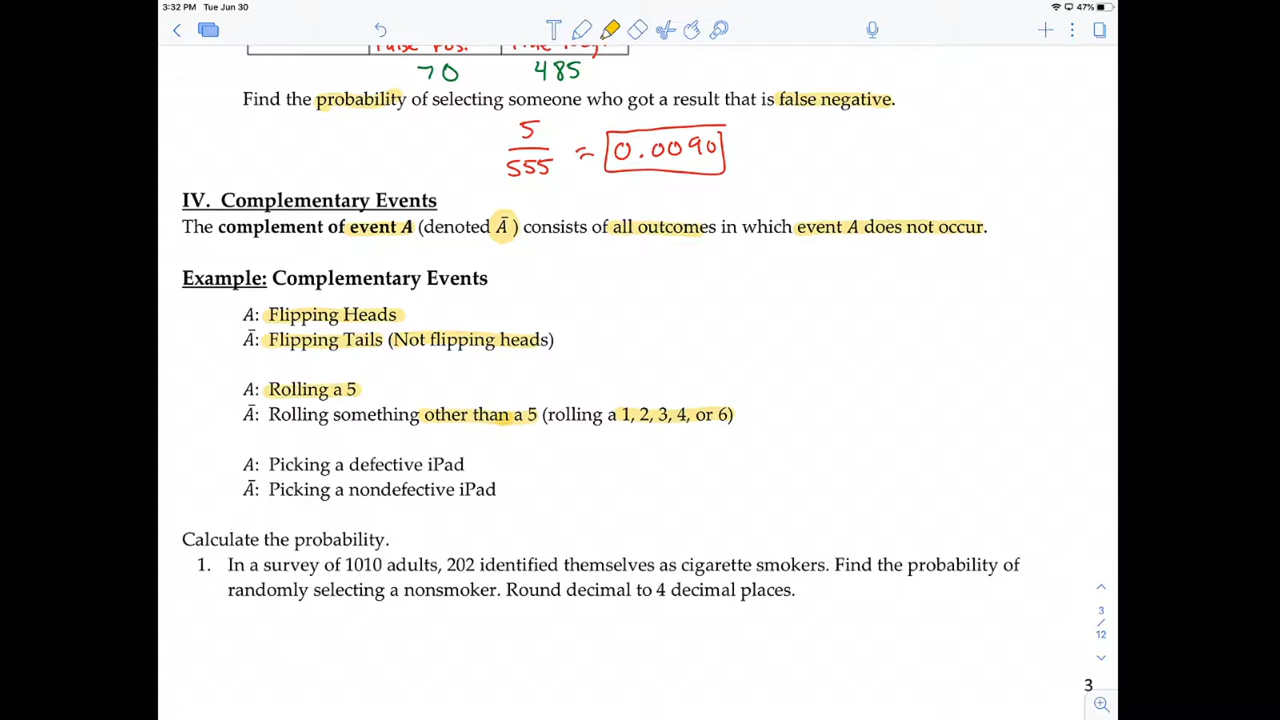 3:32 PM Tue Jun 30
47%
T
False Pos.
70 485
Find the probability of selecting someone who got a result that is false negative.
5
555
= 0.0090
IV. Complementary Events
The complement of event A (denoted Ā ) consists of all outcomes in which event A does not occur.
Example: Complementary Events
A: Flipping Heads
Ā: Flipping Tails (Not flipping heads)
A: Rolling a 5
Ā: Rolling something other than a 5 (rolling a 1, 2, 3, 4, or 6)
A: Picking a defective iPad
Ā: Picking a nondefective iPad
Calculate the probability.
1. In a survey of 1010 adults, 202 identified themselves as cigarette smokers. Find the probability of
randomly selecting a nonsmoker. Round decimal to 4 decimal places.
3
/
12
3